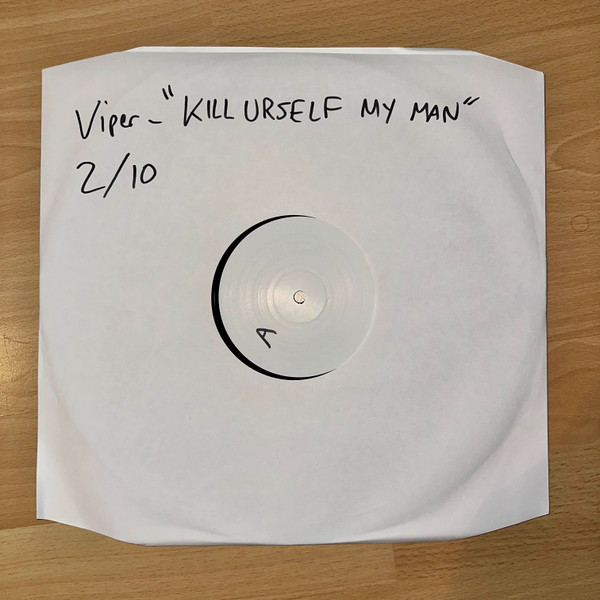 Viper - "KILL URSELF MY MAN"
2/10
A